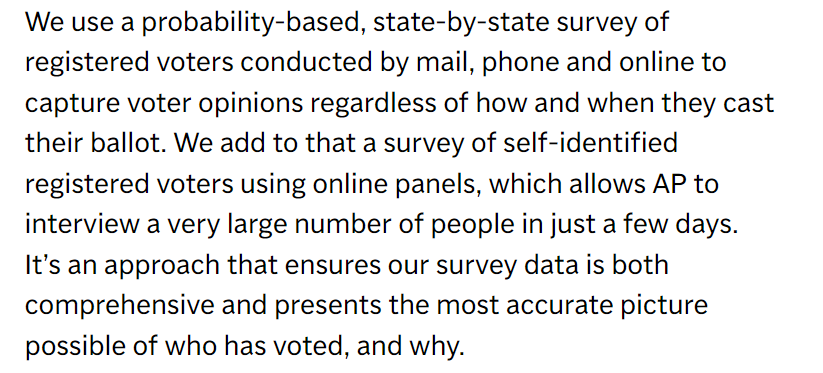 We use a probability-based, state-by-state survey of
registered voters conducted by mail, phone and online to
capture voter opinions regardless of how and when they cast
their ballot. We add to that a survey of self-identified
registered voters using online panels, which allows AP to
interview a very large number of people in just a few days.
It’s an approach that ensures our survey data is both
comprehensive and presents the most accurate picture
possible of who has voted, and why.